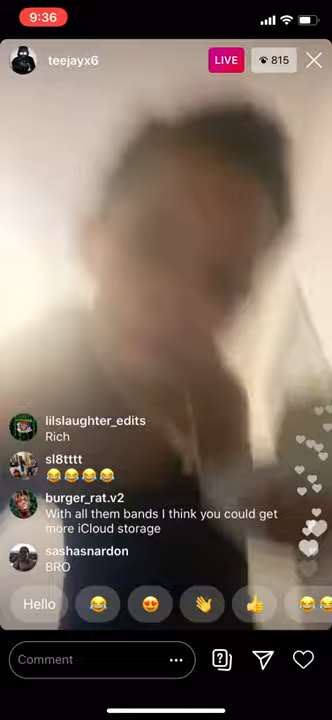 9:36
teejayx6
LIVE
815
lilslaughter_edits
Rich
sl8tttt
burger_rat.v2
With all them bands I think you could get
more iCloud storage
sashasnardon
BRO
Hello
Comment